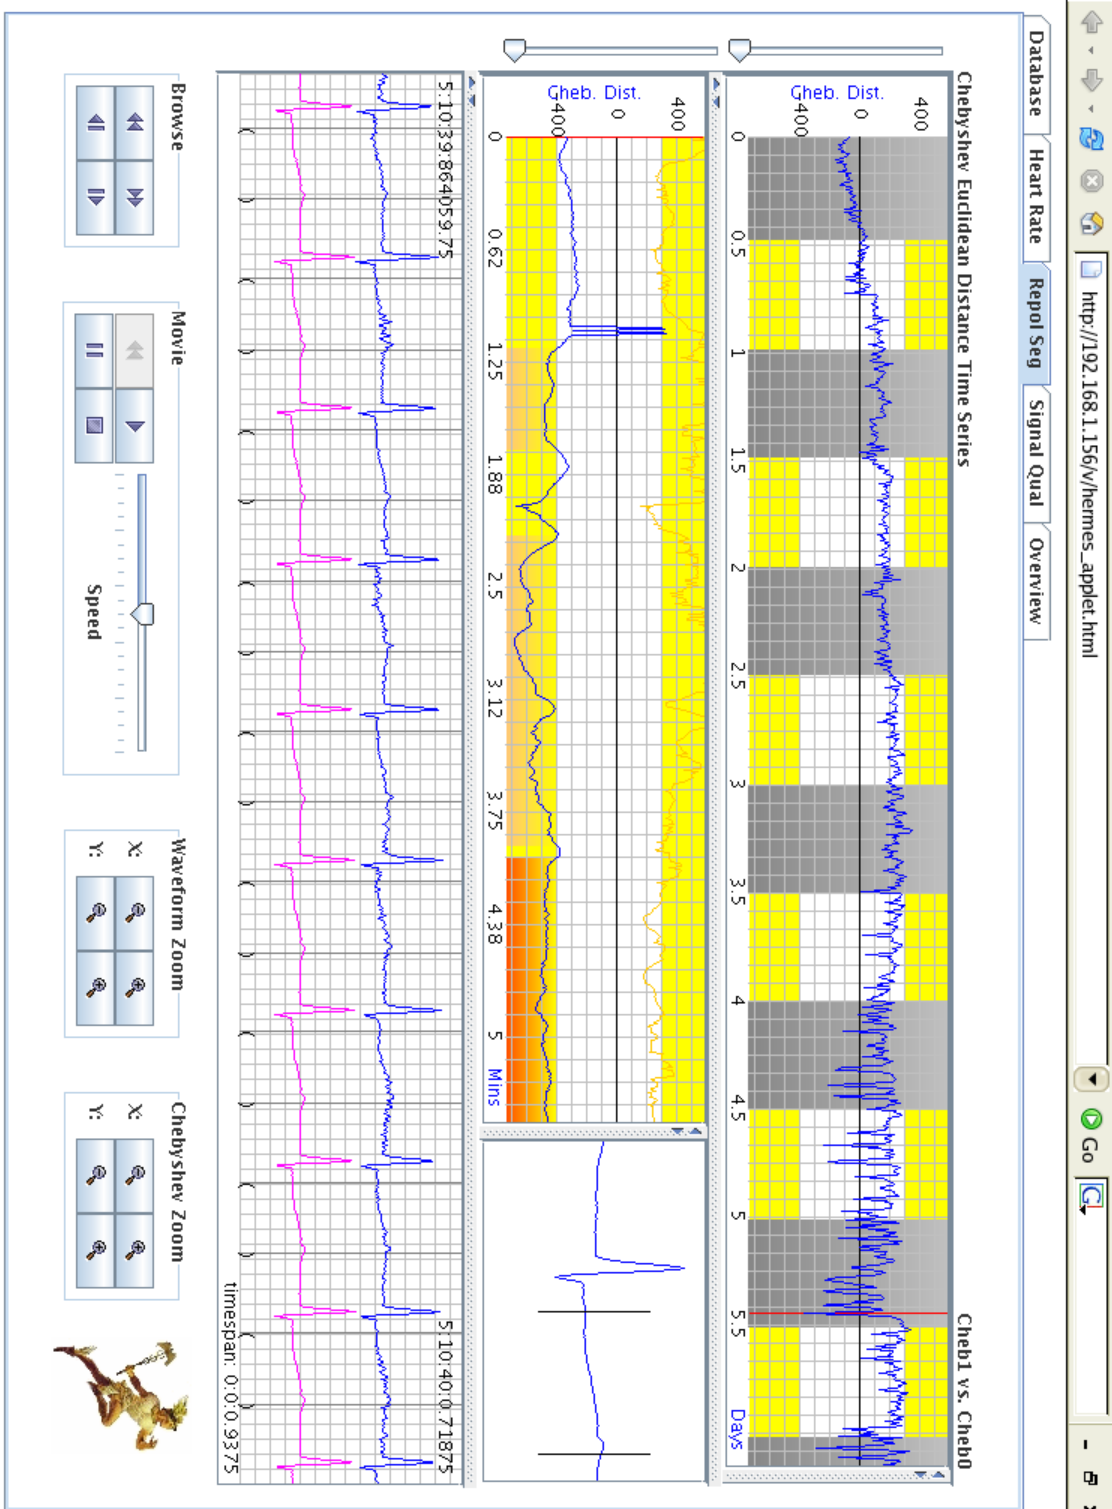 http://192.168.1.156/v/hermes_applet.html
Go
G
Database Heart Rate Repol Seg Signal Qual Overview
Chebyshev Euclidean Distance Time Series Cheb1 vs. Cheb0
Gheb. Dist.
400
0
400
0 0.5 1 1.5 2 2.5 3 3.5 4 4.5 5 5.5 Days
Gheb. Dist.
400
0
400
0 0.62 1.25 1.88 2.5 3.12 3.75 4.38 5 Mins
5:10:39:864059.75 5:10:40:0.71875
timespan: 0:0:0.9375
Browse Movie Waveform Zoom Chebyshev Zoom
X: X:
Y: Y:
Speed